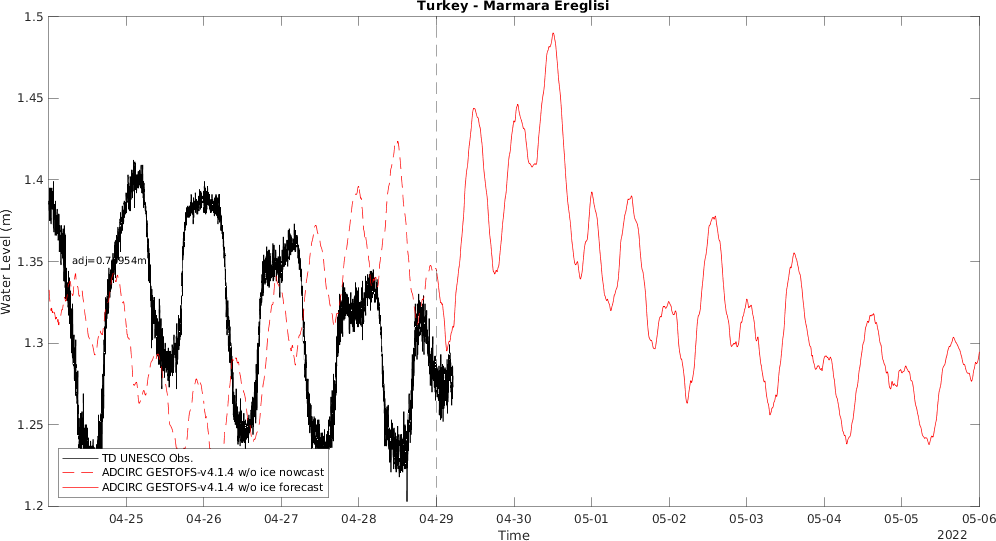 Turkey - Marmara Ereglisi
1.5
1.45
1.4
1.35
1.3
1.25
1.2
Water Level (m)
TD UNESCO Obs.
ADCIRC GESTOFS-v4.1.4 w/o ice nowcast
ADCIRC GESTOFS-v4.1.4 w/o ice forecast
04-25 04-26 04-27 04-28 04-29 04-30 05-01 05-02 05-03 05-04 05-05 05-06
Time
2022